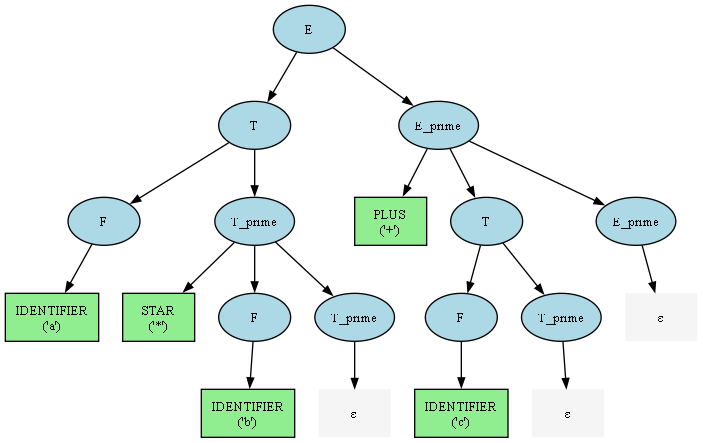 E
T
E_prime
F
T_prime
PLUS
('+')
T
E_prime
IDENTIFIER
('a')
STAR
('*')
F
T_prime
F
T_prime
ε
IDENTIFIER
('b')
ε
IDENTIFIER
('c')
ε